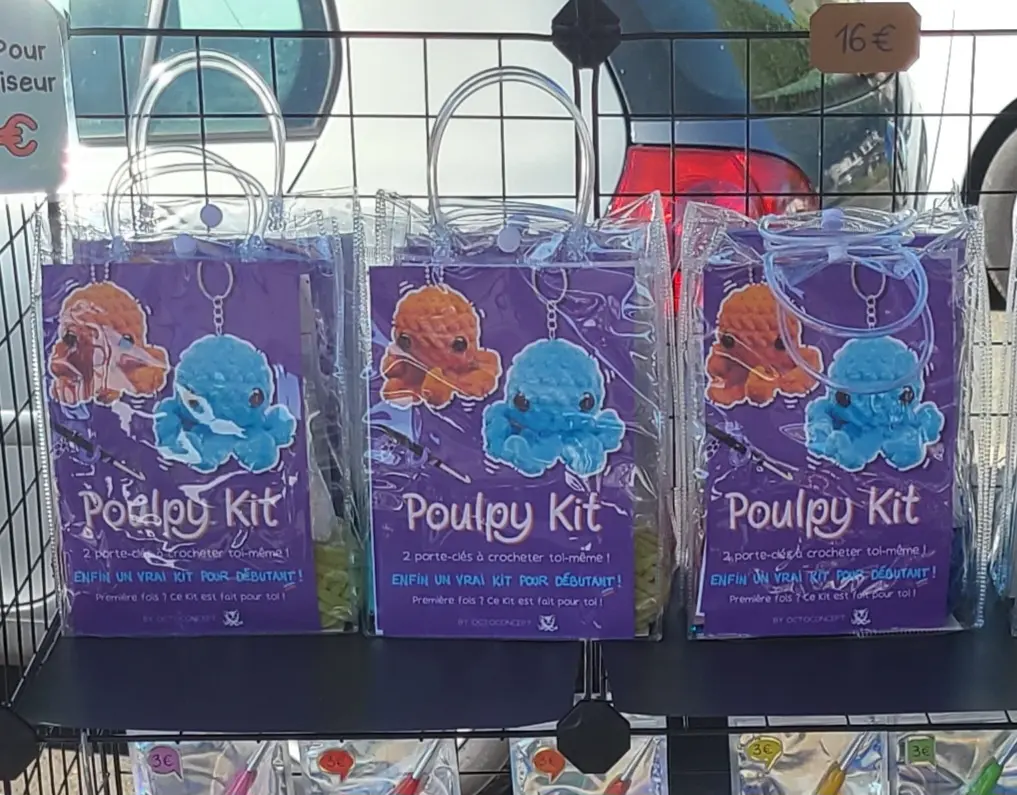 Pour
iseur
16€
Poulpy Kit
2 porte-clés à crocheter toi-même !
ENFIN UN VRAI KIT POUR DÉBUTANT !
Première fois ? Ce kit est fait pour toi !
BY OCTOCONCEPT
Poulpy Kit
2 porte-clés à crocheter toi-même !
ENFIN UN VRAI KIT POUR DÉBUTANT !
Première fois ? Ce kit est fait pour toi !
BY OCTOCONCEPT
Poulpy Kit
2 porte-clés à crocheter toi-même !
ENFIN UN VRAI KIT POUR DÉBUTANT !
Première fois ? Ce kit est fait pour toi !
BY OCTOCONCEPT
3€
3€
3€
3€
3€